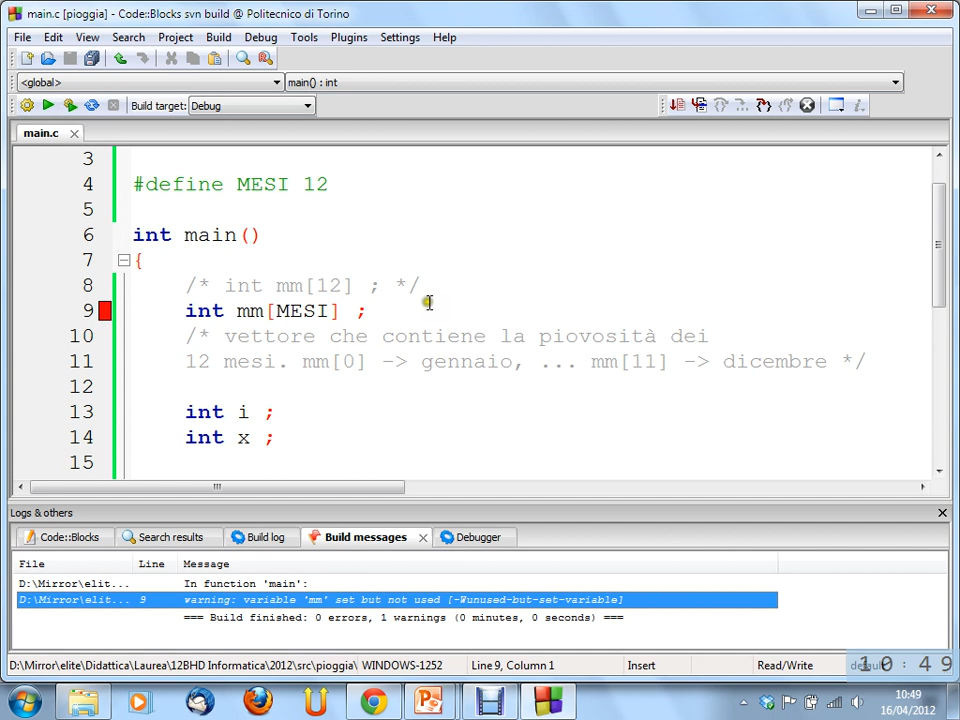 main.c [pioggia] - Code::Blocks svn build @ Politecnico di Torino
File Edit View Search Project Build Debug Tools Plugins Settings Help
<global> main() : int
Build target: Debug
main.c
3
4 #define MESI 12
5
6 int main()
7 {
8 /* int mm[12] ; */
9 int mm[MESI] ;
10 /* vettore che contiene la piovosità dei
11 12 mesi. mm[0] -> gennaio, ... mm[11] -> dicembre */
12
13 int i ;
14 int x ;
15
Logs & others
Code::Blocks Search results Build log Build messages Debugger
File Line Message
D:\Mirror\elit... In function 'main':
D:\Mirror\elit... 9 warning: variable 'mm' set but not used [-Wunused-but-set-variable]
=== Build finished: 0 errors, 1 warnings (0 minutes, 0 seconds) ===
D:\Mirror\elite\Didattica\Laurea\12BHD Informatica\2012\src\pioggia\ WINDOWS-1252 Line 9, Column 1 Insert Read/Write 10:49
10:49
16/04/2012